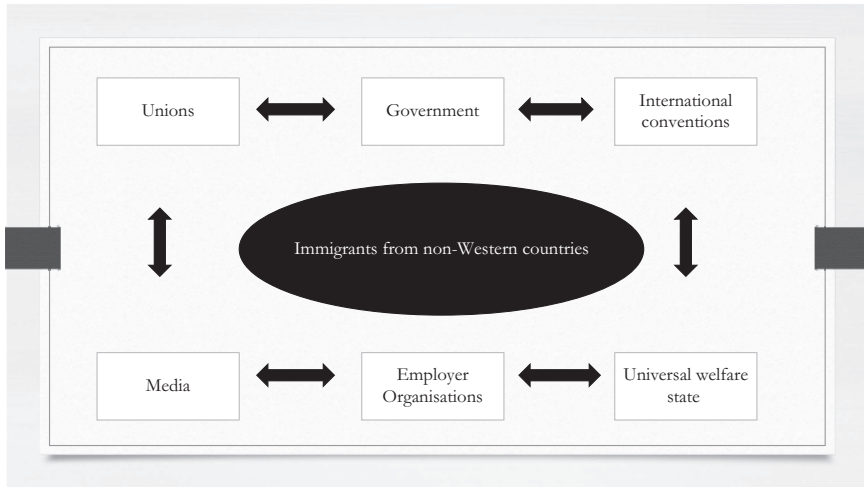 Unions
Government
International
conventions
Immigrants from non-Western countries
Media
Employer
Organisations
Universal welfare
state